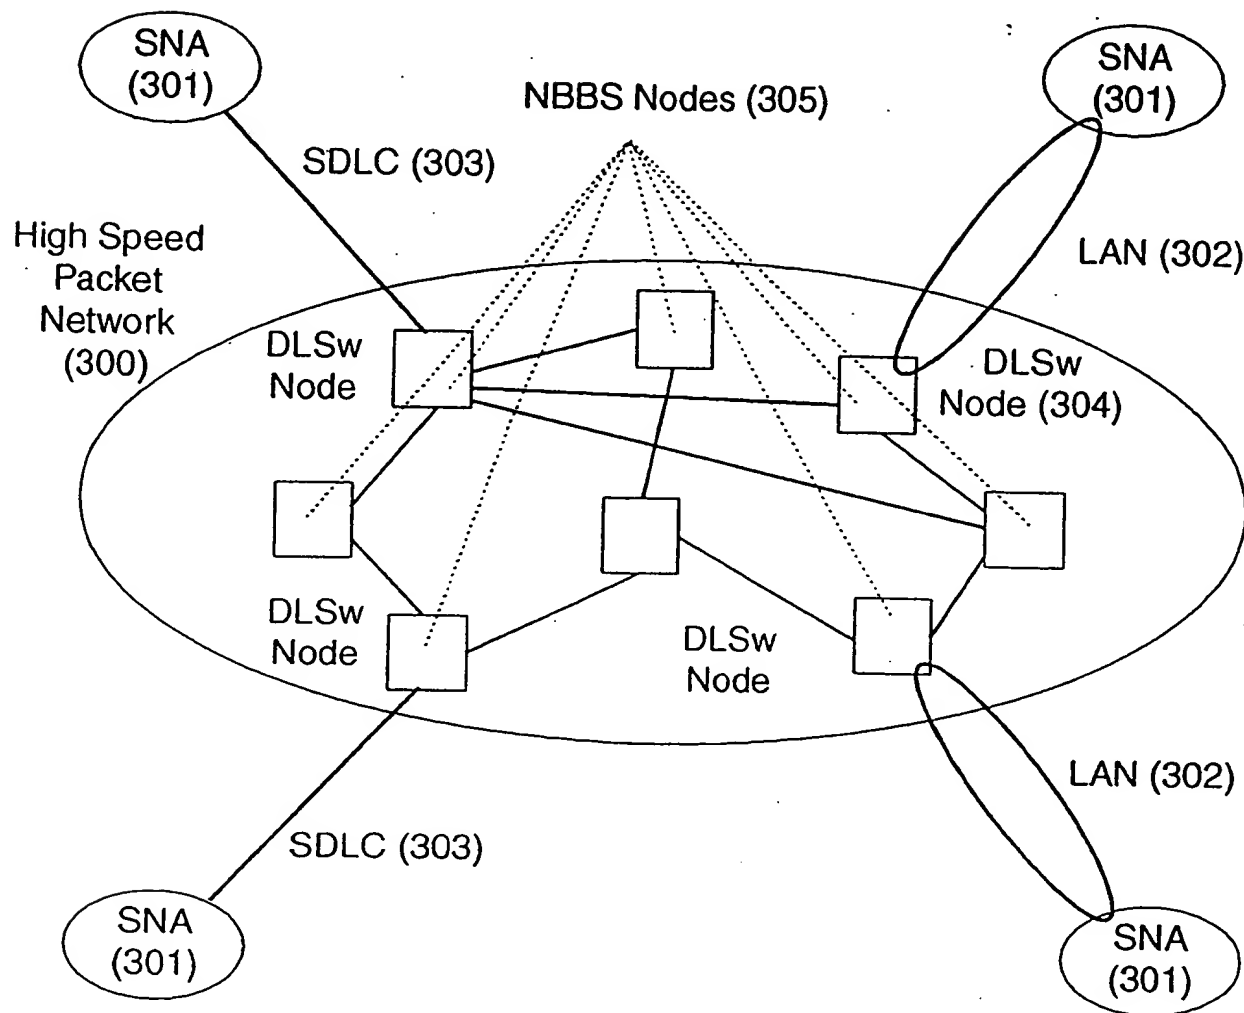 SNA
(301)
SNA
(301)
NBBS Nodes (305)
SDLC (303)
High Speed
Packet
Network
(300)
LAN (302)
DLSw
Node
DLSw
Node (304)
DLSw
Node
DLSw
Node
LAN (302)
SDLC (303)
SNA
(301)
SNA
(301)